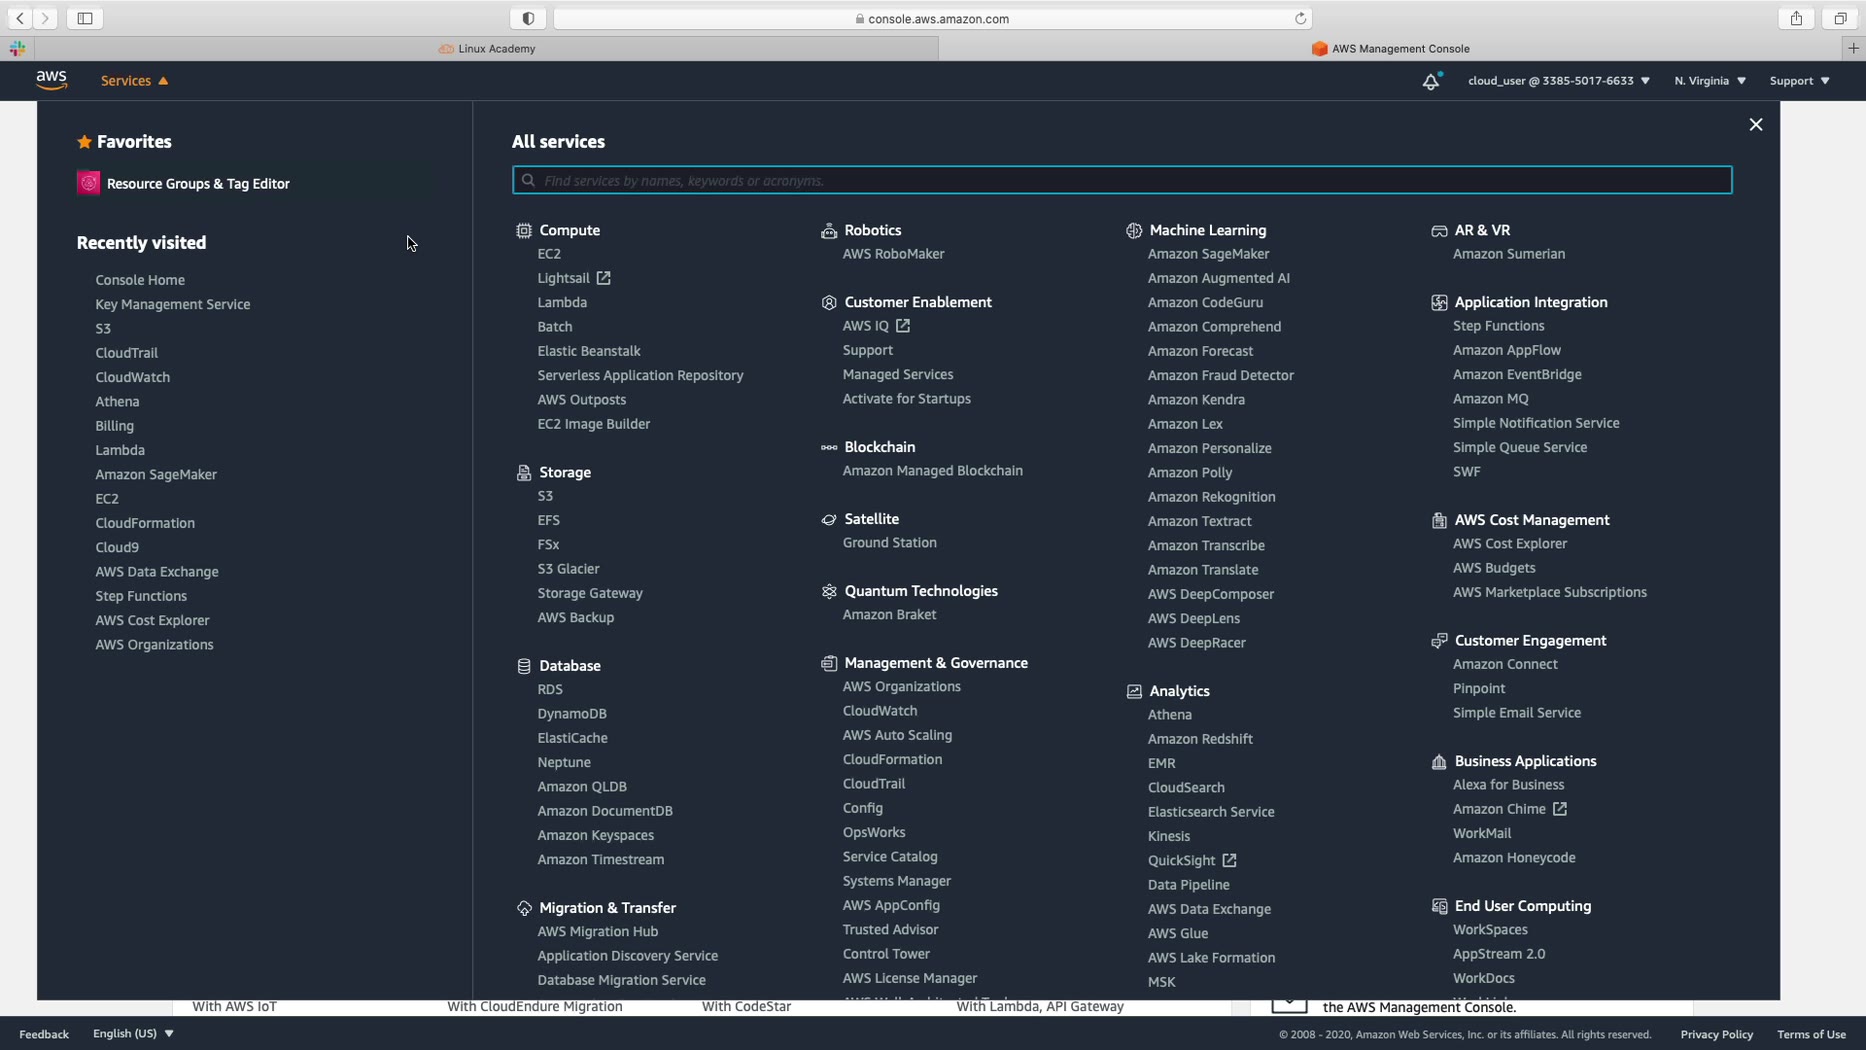 console.aws.amazon.com
Linux Academy
AWS Management Console
aws
Services
cloud_user @ 3385-5017-6633
N. Virginia
Support
Favorites
Resource Groups & Tag Editor
Recently visited
Console Home
Key Management Service
S3
CloudTrail
CloudWatch
Athena
Billing
Lambda
Amazon SageMaker
EC2
CloudFormation
Cloud9
AWS Data Exchange
Step Functions
AWS Cost Explorer
AWS Organizations
All services
Find services by names, keywords or acronyms.
Compute
EC2
Lightsail
Lambda
Batch
Elastic Beanstalk
Serverless Application Repository
AWS Outposts
EC2 Image Builder
Storage
S3
EFS
FSx
S3 Glacier
Storage Gateway
AWS Backup
Database
RDS
DynamoDB
ElastiCache
Neptune
Amazon QLDB
Amazon DocumentDB
Amazon Keyspaces
Amazon Timestream
Migration & Transfer
AWS Migration Hub
Application Discovery Service
Database Migration Service
Robotics
AWS RoboMaker
Customer Enablement
AWS IQ
Support
Managed Services
Activate for Startups
Blockchain
Amazon Managed Blockchain
Satellite
Ground Station
Quantum Technologies
Amazon Braket
Management & Governance
AWS Organizations
CloudWatch
AWS Auto Scaling
CloudFormation
CloudTrail
Config
OpsWorks
Service Catalog
Systems Manager
AWS AppConfig
Trusted Advisor
Control Tower
AWS License Manager
Machine Learning
Amazon SageMaker
Amazon Augmented AI
Amazon CodeGuru
Amazon Comprehend
Amazon Forecast
Amazon Fraud Detector
Amazon Kendra
Amazon Lex
Amazon Personalize
Amazon Polly
Amazon Rekognition
Amazon Textract
Amazon Transcribe
Amazon Translate
AWS DeepComposer
AWS DeepLens
AWS DeepRacer
Analytics
Athena
Amazon Redshift
EMR
CloudSearch
Elasticsearch Service
Kinesis
QuickSight
Data Pipeline
AWS Data Exchange
AWS Glue
AWS Lake Formation
MSK
AR & VR
Amazon Sumerian
Application Integration
Step Functions
Amazon AppFlow
Amazon EventBridge
Amazon MQ
Simple Notification Service
Simple Queue Service
SWF
AWS Cost Management
AWS Cost Explorer
AWS Budgets
AWS Marketplace Subscriptions
Customer Engagement
Amazon Connect
Pinpoint
Simple Email Service
Business Applications
Alexa for Business
Amazon Chime
WorkMail
Amazon Honeycode
End User Computing
WorkSpaces
AppStream 2.0
WorkDocs
With AWS IoT
With CloudEndure Migration
With CodeStar
With Lambda, API Gateway
the AWS Management Console.
Feedback
English (US)
© 2008 - 2020, Amazon Web Services, Inc. or its affiliates. All rights reserved.
Privacy Policy
Terms of Use